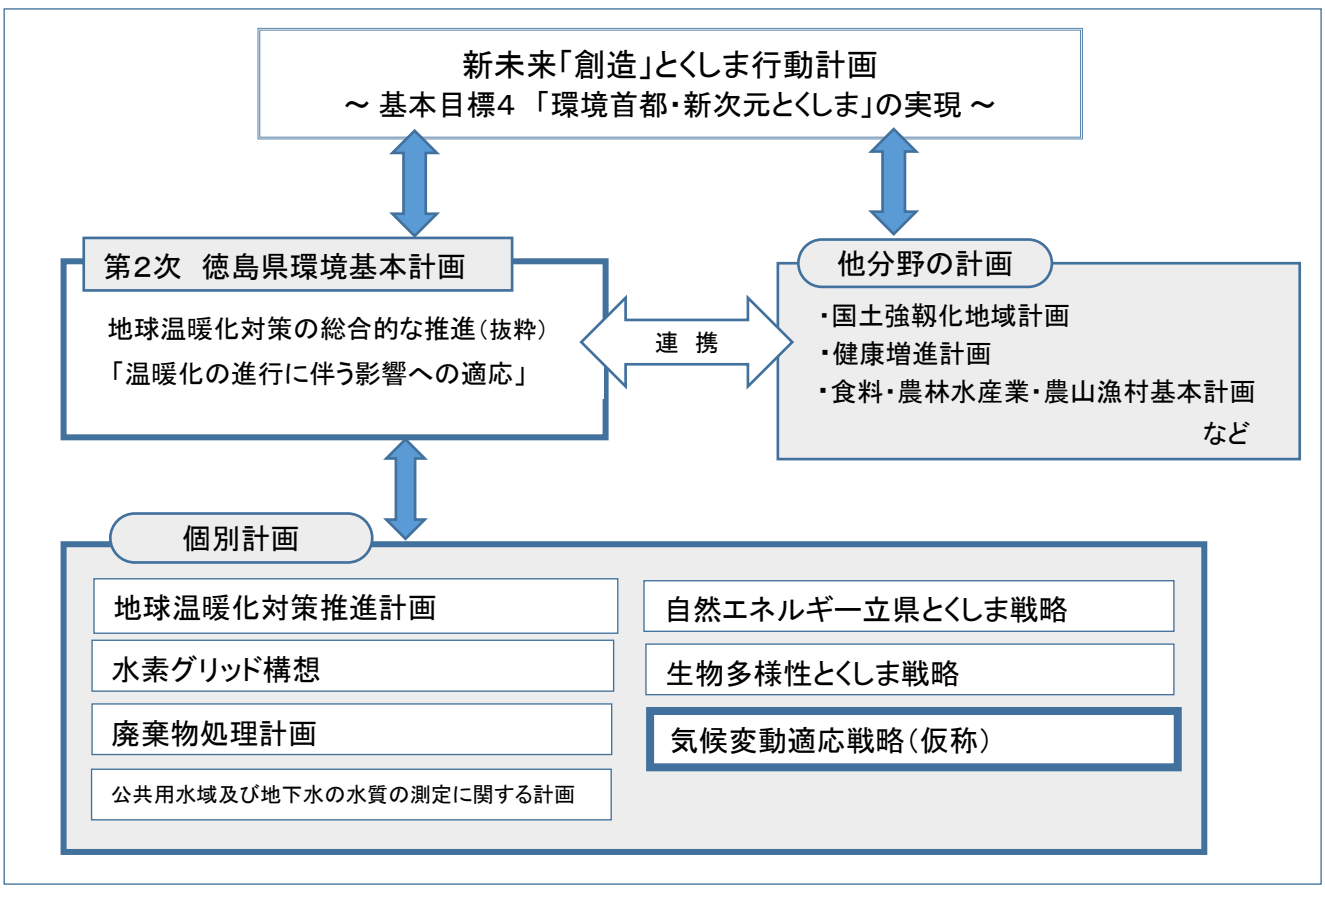 新未来「創造」とくしま行動計画
～ 基本目標４ 「環境首都・新次元とくしま」の実現 ～
第２次 徳島県環境基本計画
地球温暖化対策の総合的な推進（抜粋）
「温暖化の進行に伴う影響への適応」
連 携
他分野の計画
・国土強靱化地域計画
・健康増進計画
・食料・農林水産業・農山漁村基本計画
など
個別計画
地球温暖化対策推進計画
水素グリッド構想
廃棄物処理計画
公共用水域及び地下水の水質の測定に関する計画
自然エネルギー立県とくしま戦略
生物多様性とくしま戦略
気候変動適応戦略（仮称）